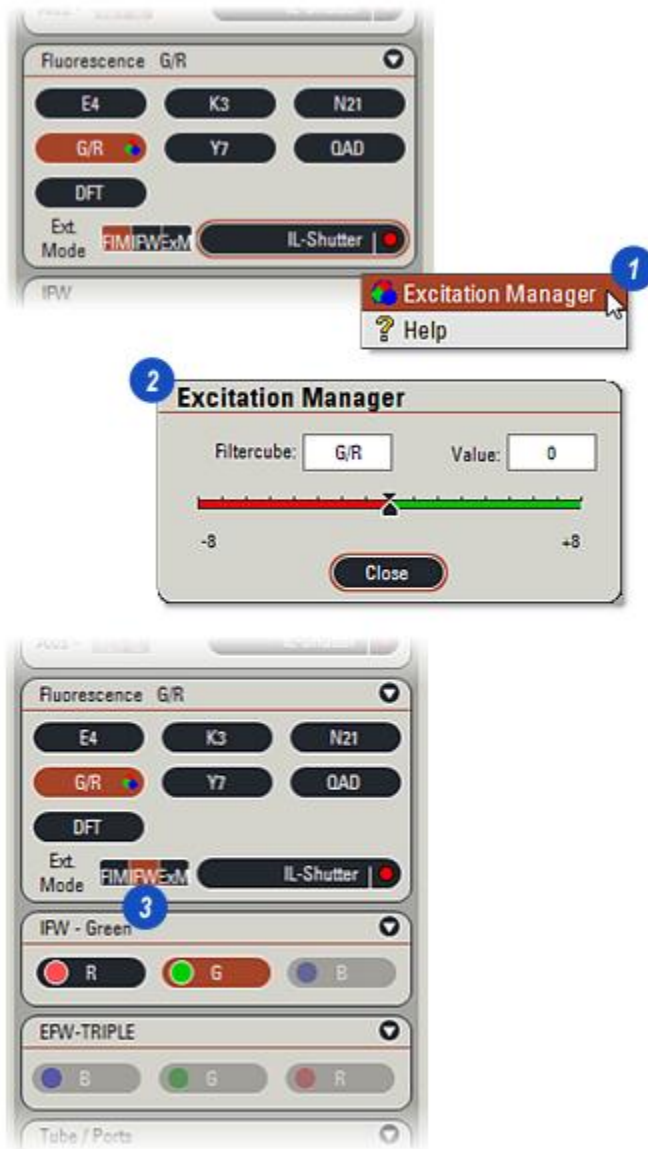 Fluorescence G/R
E4 K3 N21
G/R Y7 QAD
DFT
Ext.
Mode FIM IFW ExM IL-Shutter
IFW
1
Excitation Manager
? Help
2
Excitation Manager
Filtercube: G/R Value: 0
-8 +8
Close
Fluorescence G/R
E4 K3 N21
G/R Y7 QAD
DFT
Ext.
Mode FIM IFW ExM IL-Shutter
3
IFW - Green
R G B
EFW-TRIPLE
B G R
Tube / Ports